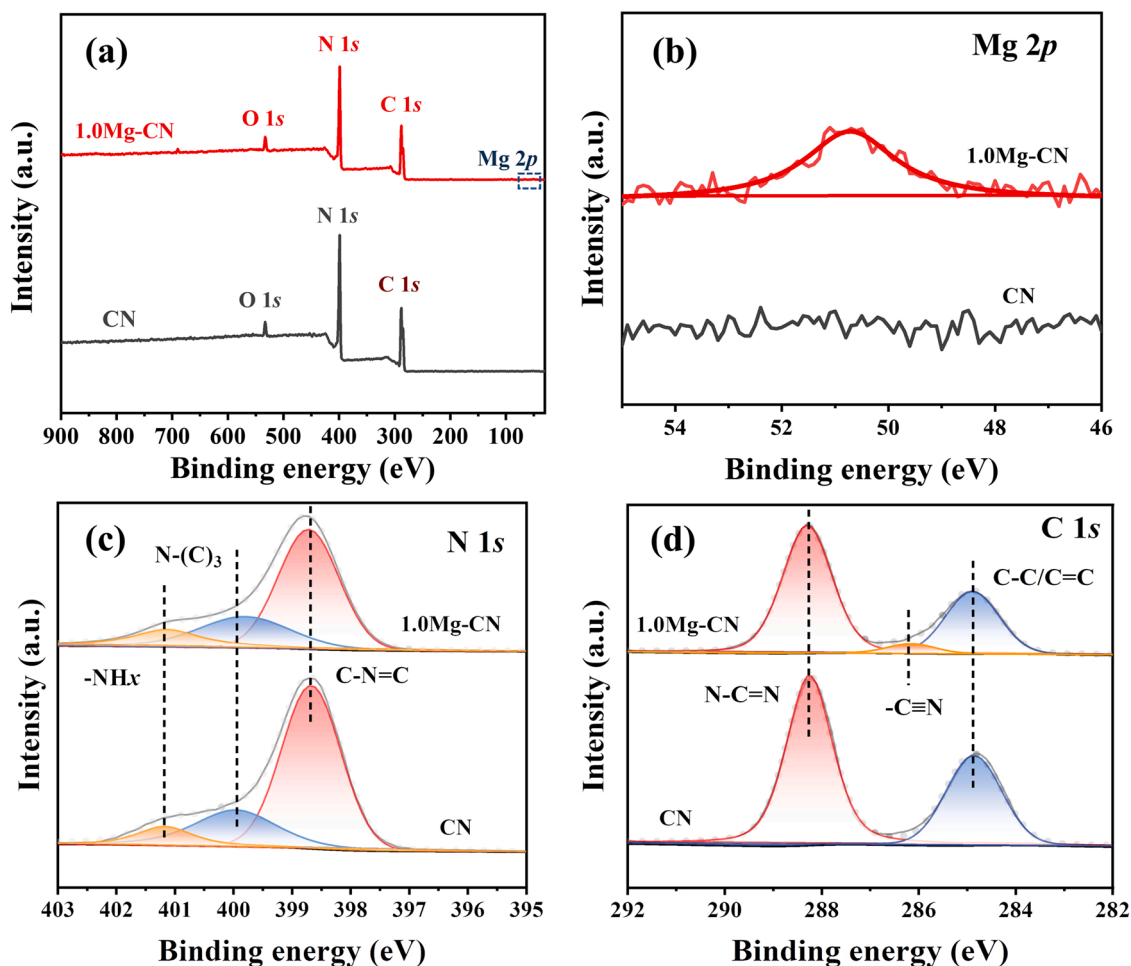 (a)
N 1s
C 1s
O 1s
1.0Mg-CN
Mg 2p
N 1s
C 1s
O 1s
CN
Intensity (a.u.)
900 800 700 600 500 400 300 200 100
Binding energy (eV)
(b)
Mg 2p
1.0Mg-CN
CN
Intensity (a.u.)
54 52 50 48 46
Binding energy (eV)
(c)
N 1s
N-(C)3
1.0Mg-CN
-NHx
C-N=C
CN
Intensity (a.u.)
403 402 401 400 399 398 397 396 395
Binding energy (eV)
(d)
C 1s
C-C/C=C
1.0Mg-CN
N-C=N
-C≡N
CN
Intensity (a.u.)
292 290 288 286 284 282
Binding energy (eV)